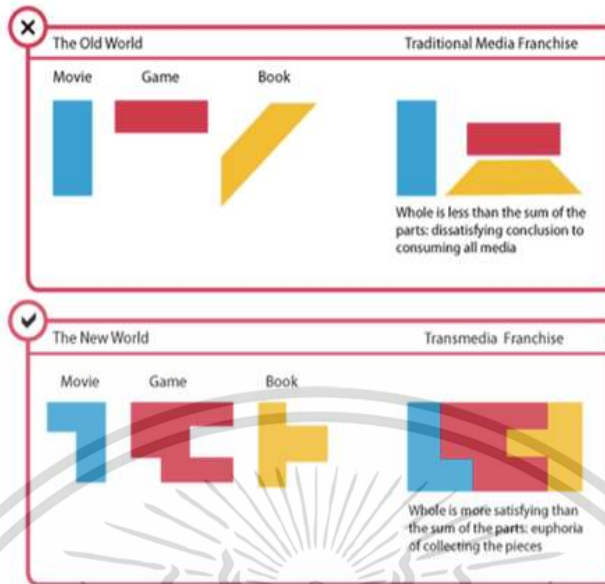 The Old World Traditional Media Franchise
Movie Game Book
Whole is less than the sum of the
parts: dissatisfying conclusion to
consuming all media
The New World Transmedia Franchise
Movie Game Book
Whole is more satisfying than
the sum of the parts: euphoria
of collecting the pieces